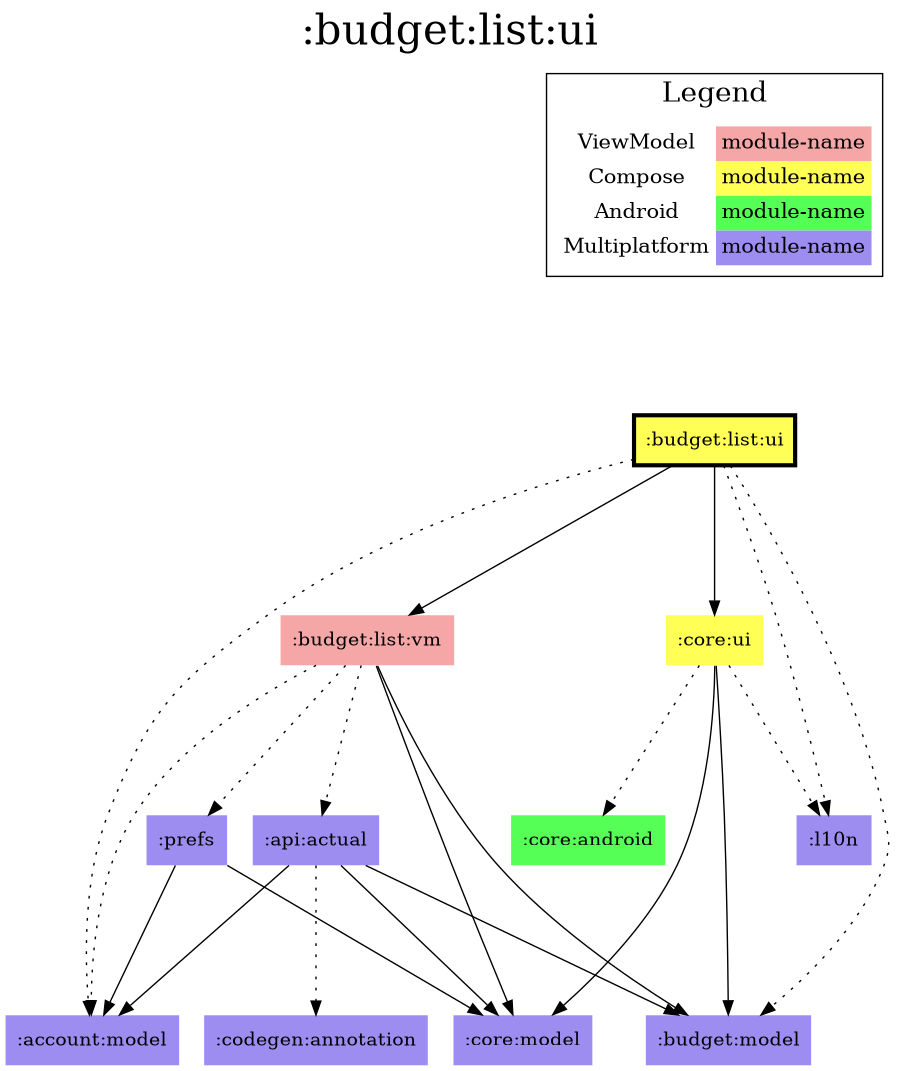 :budget:list:ui
Legend
ViewModel module-name
Compose module-name
Android module-name
Multiplatform module-name
:budget:list:ui
:budget:list:vm
:core:ui
:prefs
:api:actual
:core:android
:l10n
:account:model
:codegen:annotation
:core:model
:budget:model